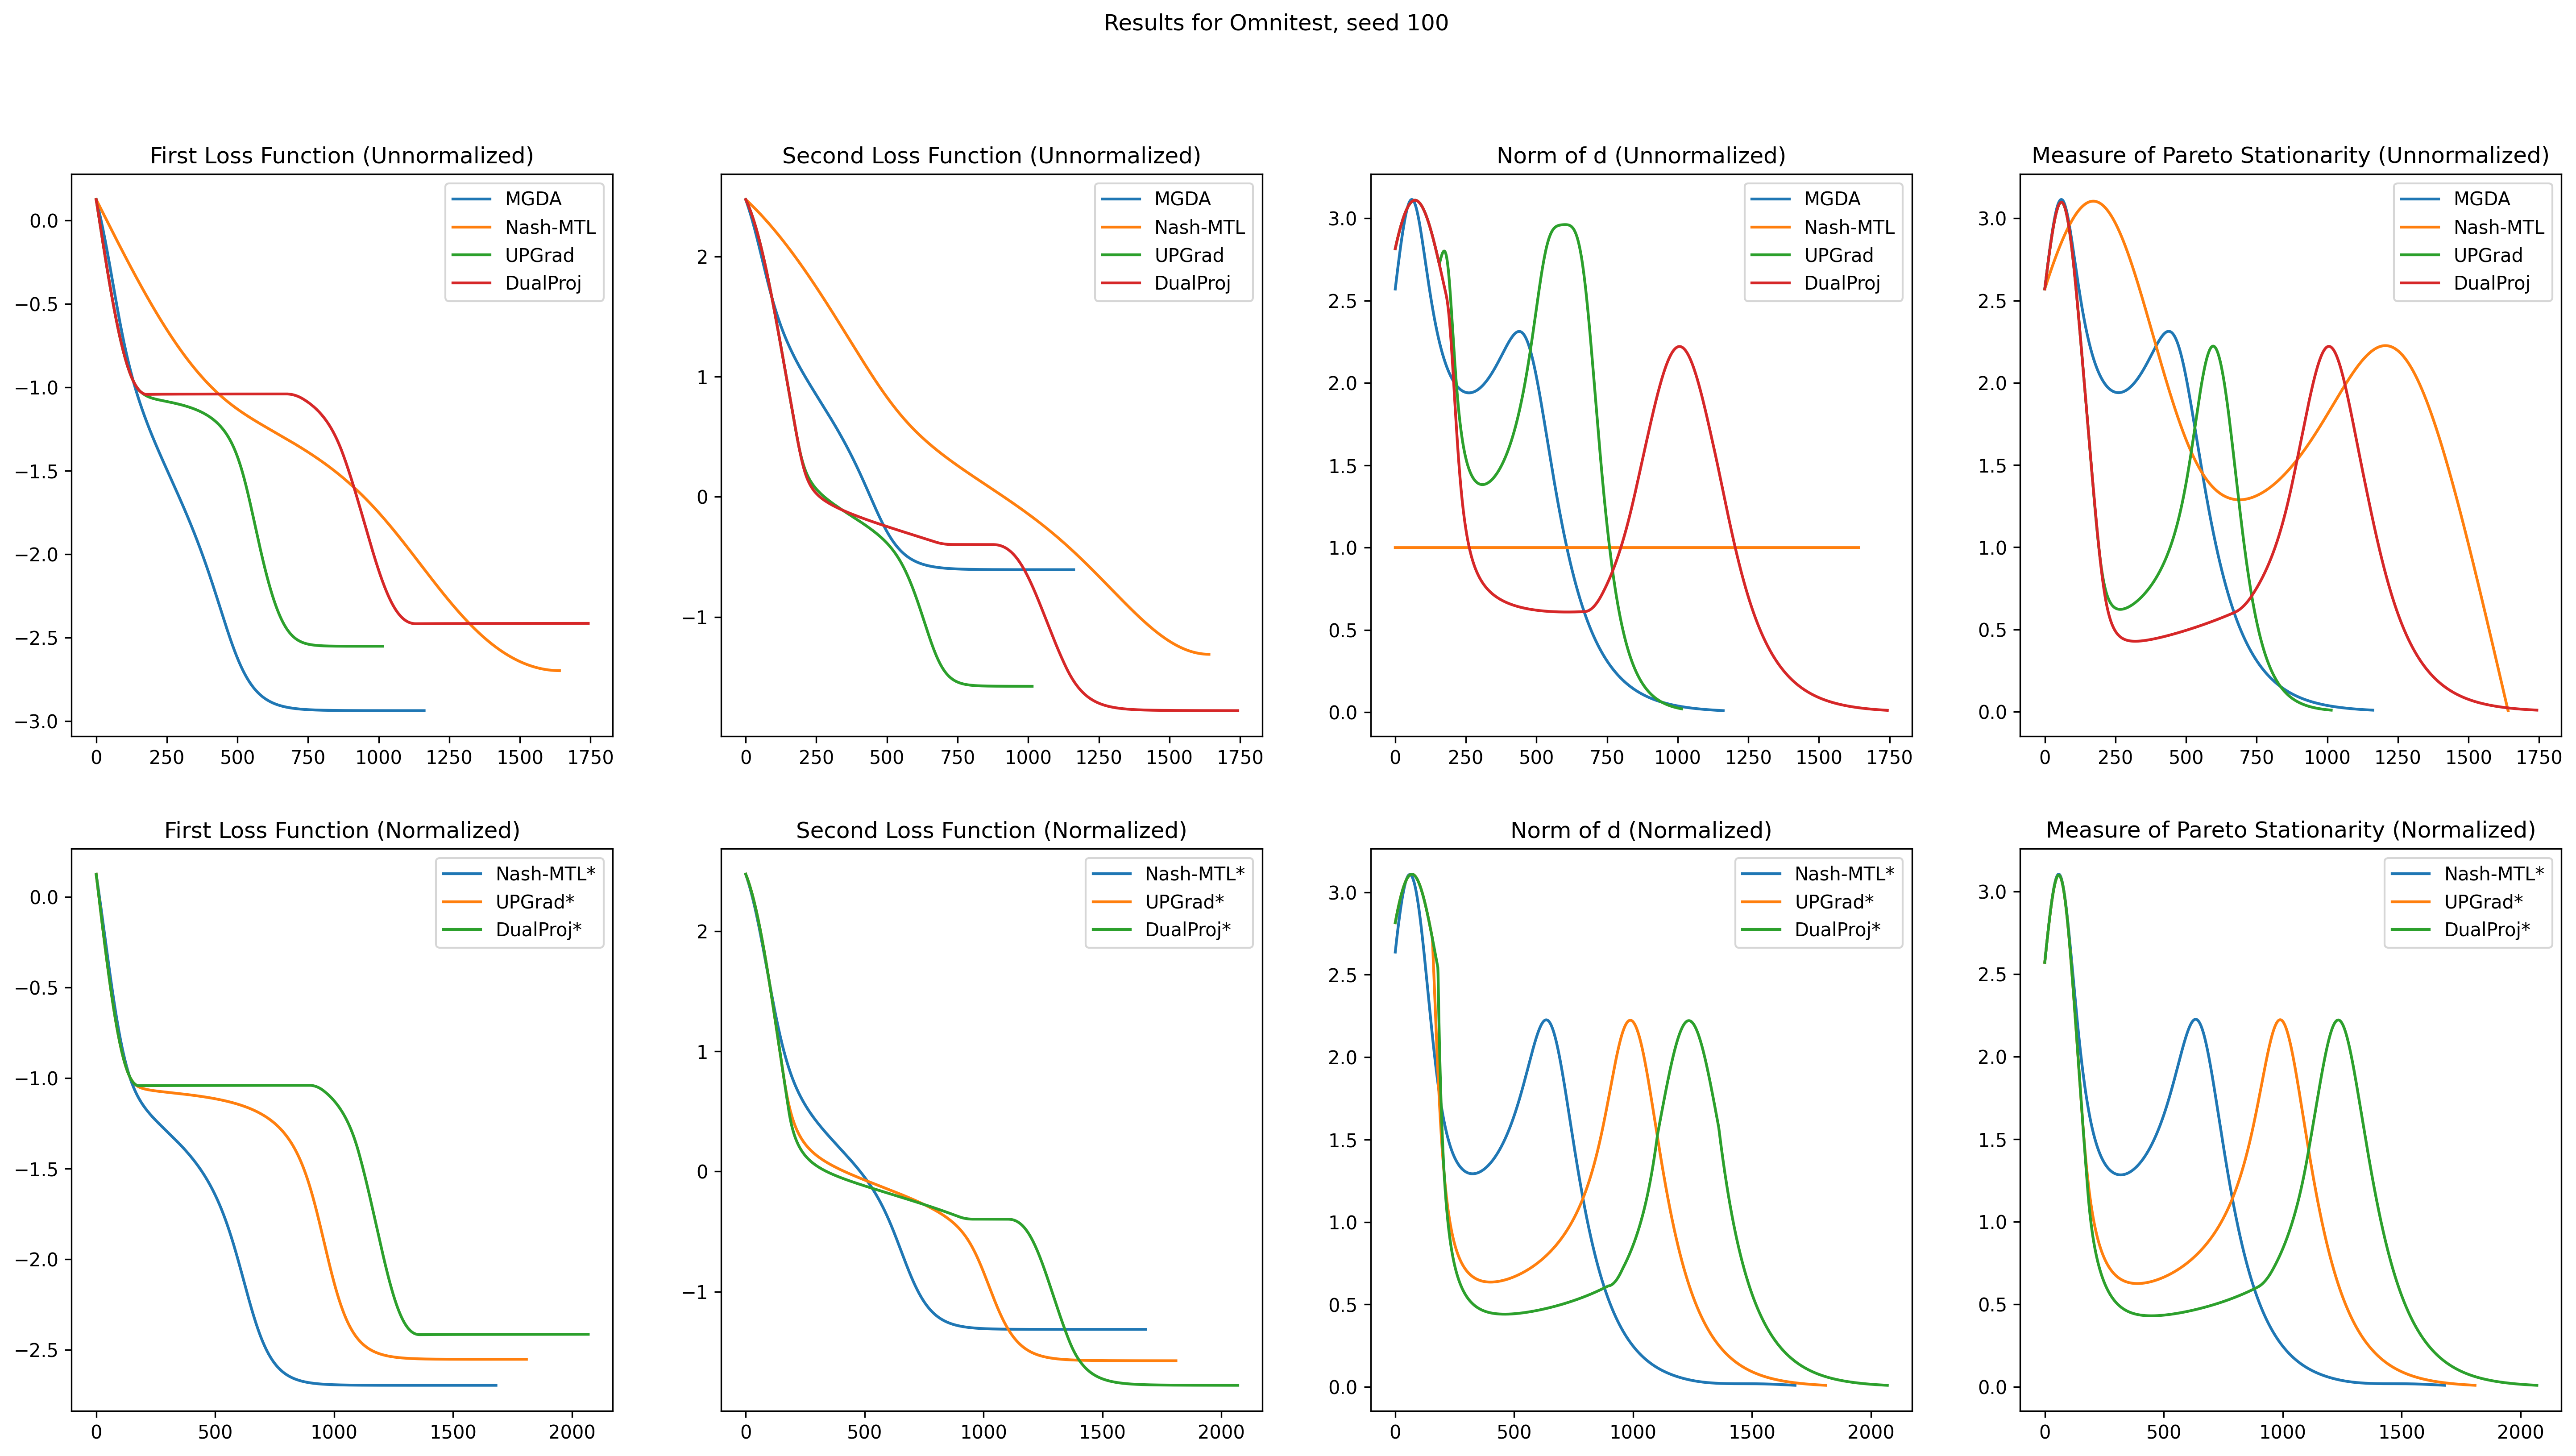 Results for Omnitest, seed 100
First Loss Function (Unnormalized)
MGDA
Nash-MTL
UPGrad
DualProj
0.0
−0.5
−1.0
−1.5
−2.0
−2.5
−3.0
0 250 500 750 1000 1250 1500 1750
Second Loss Function (Unnormalized)
MGDA
Nash-MTL
UPGrad
DualProj
2
1
0
−1
0 250 500 750 1000 1250 1500 1750
Norm of d (Unnormalized)
MGDA
Nash-MTL
UPGrad
DualProj
3.0
2.5
2.0
1.5
1.0
0.5
0.0
0 250 500 750 1000 1250 1500 1750
Measure of Pareto Stationarity (Unnormalized)
MGDA
Nash-MTL
UPGrad
DualProj
3.0
2.5
2.0
1.5
1.0
0.5
0.0
0 250 500 750 1000 1250 1500 1750
First Loss Function (Normalized)
Nash-MTL*
UPGrad*
DualProj*
0.0
−0.5
−1.0
−1.5
−2.0
−2.5
0 500 1000 1500 2000
Second Loss Function (Normalized)
Nash-MTL*
UPGrad*
DualProj*
2
1
0
−1
0 500 1000 1500 2000
Norm of d (Normalized)
Nash-MTL*
UPGrad*
DualProj*
3.0
2.5
2.0
1.5
1.0
0.5
0.0
0 500 1000 1500 2000
Measure of Pareto Stationarity (Normalized)
Nash-MTL*
UPGrad*
DualProj*
3.0
2.5
2.0
1.5
1.0
0.5
0.0
0 500 1000 1500 2000